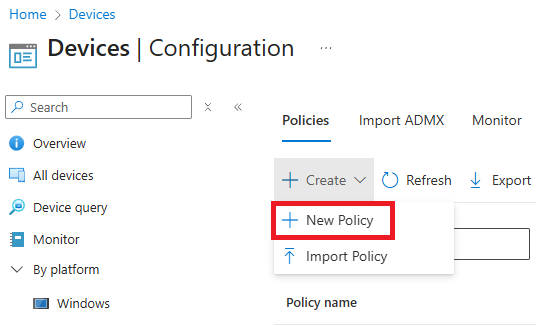 Home > Devices
Devices | Configuration ...
Search
Overview
All devices
Device query
Monitor
By platform
Windows
Policies Import ADMX Monitor
+ Create Refresh Export
+ New Policy
Import Policy
Policy name